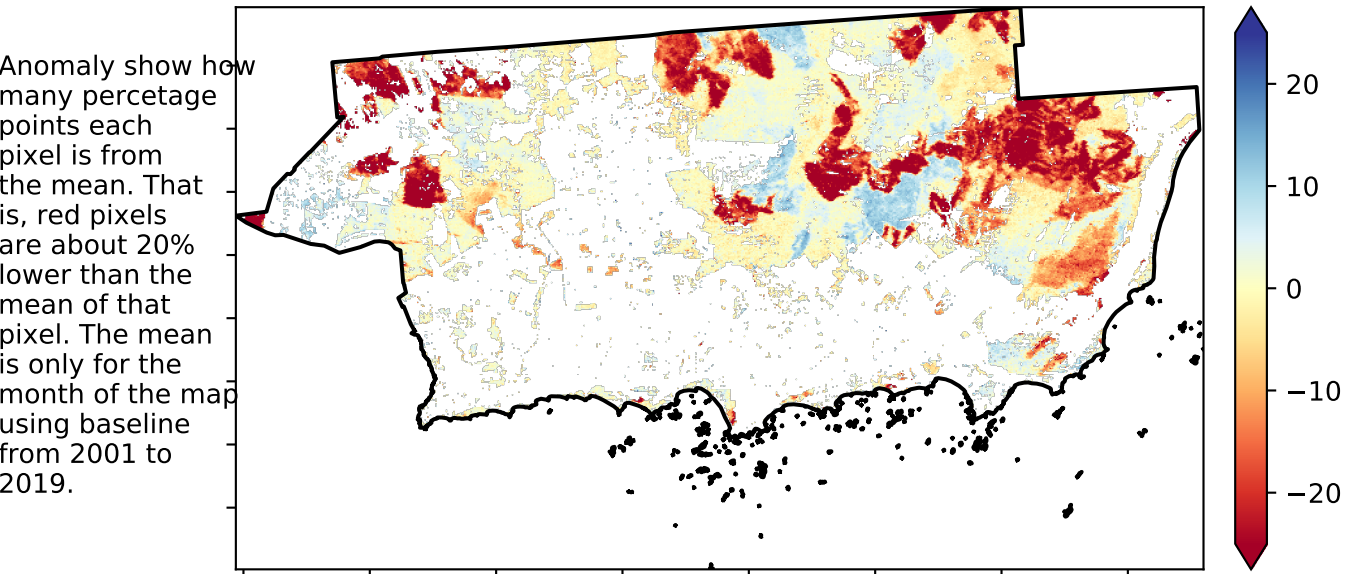 Anomaly show how
many percetage
points each
pixel is from
the mean. That
is, red pixels
are about 20%
lower than the
mean of that
pixel. The mean
is only for the
month of the map
using baseline
from 2001 to
2019.
20
10
0
−10
−20